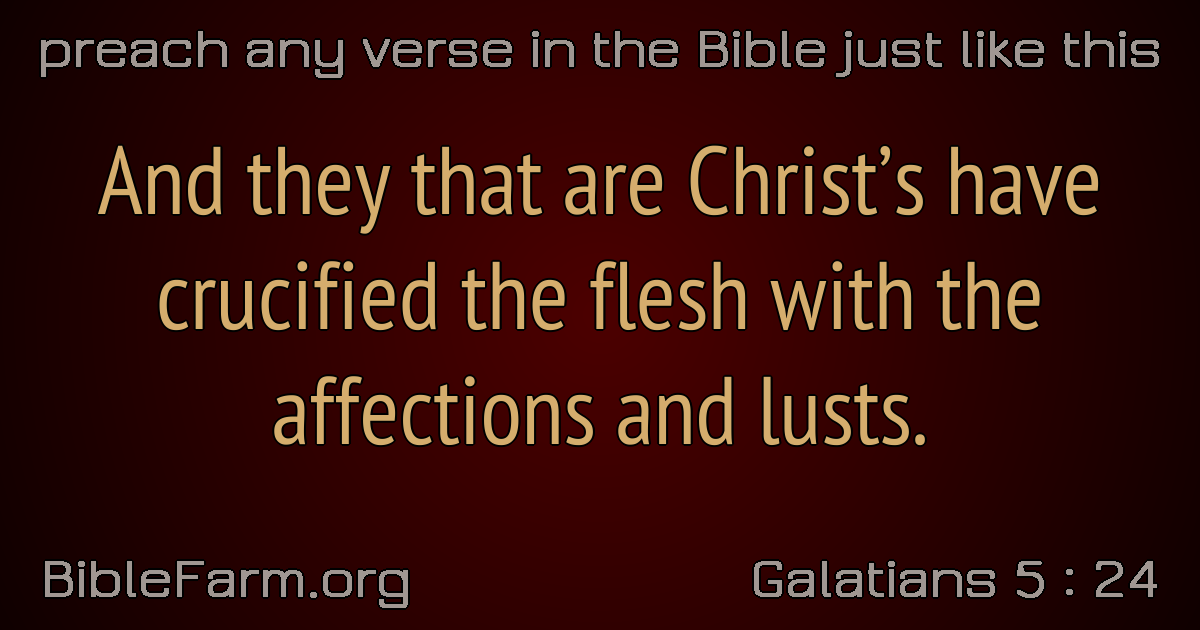 preach any verse in the Bible just like this
And they that are Christ’s have
crucified the flesh with the
affections and lusts.
BibleFarm.org
Galatians 5 : 24